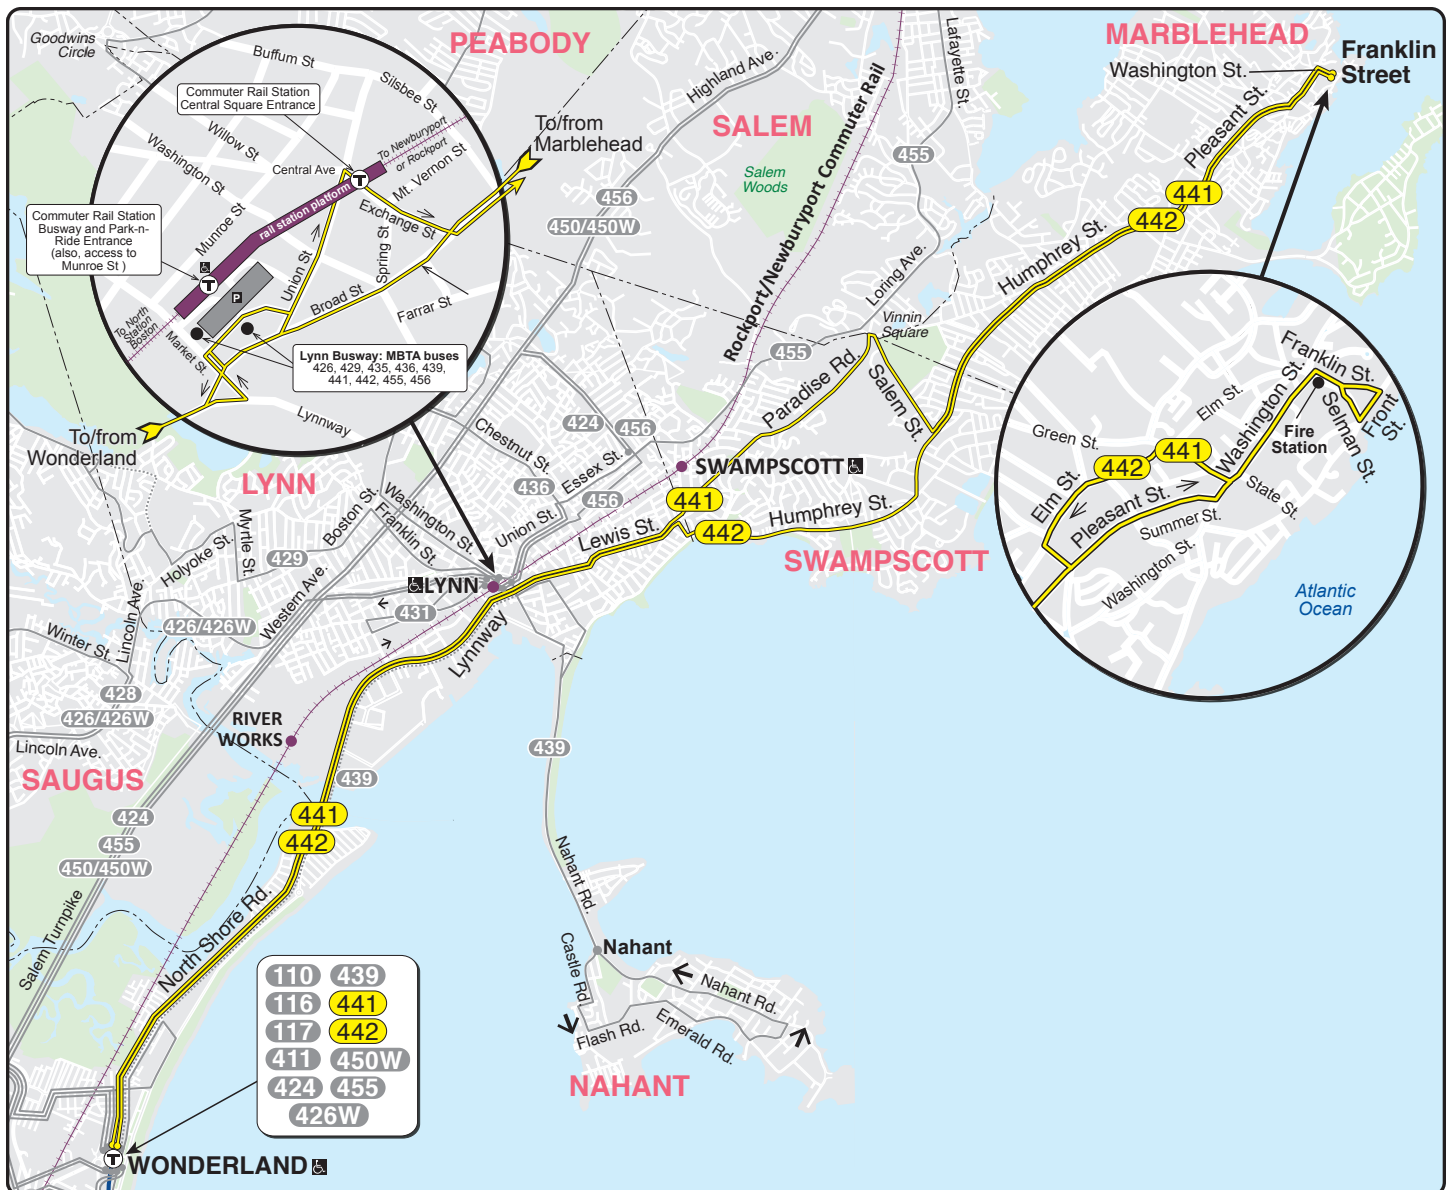 Goodwins
Circle
Buffum St
PEABODY
Silsbee St
Commuter Rail Station
Central Square Entrance
Willow St
Washington St
Central Ave
To Newburyport
or Rockport
Mt. Vernon St
To/from
Marblehead
rail station platform
T
Exchange St
Commuter Rail Station
Busway and Park-n-
Ride Entrance
(also, access to
Munroe St )
Munroe St
T
P
Union St
Spring St
Broad St
Farrar St
To North
Station
Boston
Market St.
Lynn Busway: MBTA buses
426, 429, 435, 436, 439,
441, 442, 455, 456
Lynnway
To/from
Wonderland
Highland Ave.
SALEM
Salem
Woods
Rockport/Newburyport Commuter Rail
Lafayette St.
455
456
450/450W
Loring Ave.
Vinnin
Square
455
MARBLEHEAD
Washington St.
Franklin
Street
Pleasant St.
441
442
Humphrey St.
Paradise Rd.
Salem St.
Franklin St.
Elm St.
Green St.
Washington St.
Selman St.
Front
St.
Fire
Station
441
442
Elm St.
Pleasant St.
State St.
Summer St.
Washington St.
Atlantic
Ocean
LYNN
Chestnut St.
424
456
Essex St.
436
456
SWAMPSCOTT
441
442
Humphrey St.
SWAMPSCOTT
Lewis St.
Union St.
Washington St.
Franklin St.
Boston St.
Myrtle St.
Holyoke St.
429
Western Ave.
Lincoln Ave.
426/426W
LYNN
431
Winter St.
Lynnway
428
426/426W
RIVER
WORKS
Lincoln Ave.
SAUGUS
439
439
424
455
450/450W
441
442
Salem Turnpike
North Shore Rd.
Nahant Rd.
Nahant
Castle Rd
Nahant Rd.
Flash Rd.
Emerald Rd.
NAHANT
110 439
116 441
117 442
411 450W
424 455
426W
T
WONDERLAND